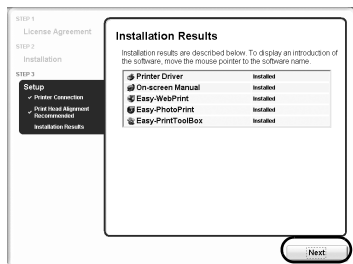 STEP 1
License Agreement
STEP 2
Installation
STEP 3
Setup
Printer Connection
Print Head Alignment
Recommended
Installation Results
Installation Results
Installation results are described below. To display an introduction of
the software, move the mouse pointer to the software name.
Printer Driver Installed
On-screen Manual Installed
Easy-WebPrint Installed
Easy-PhotoPrint Installed
Easy-PrintToolBox Installed
Next